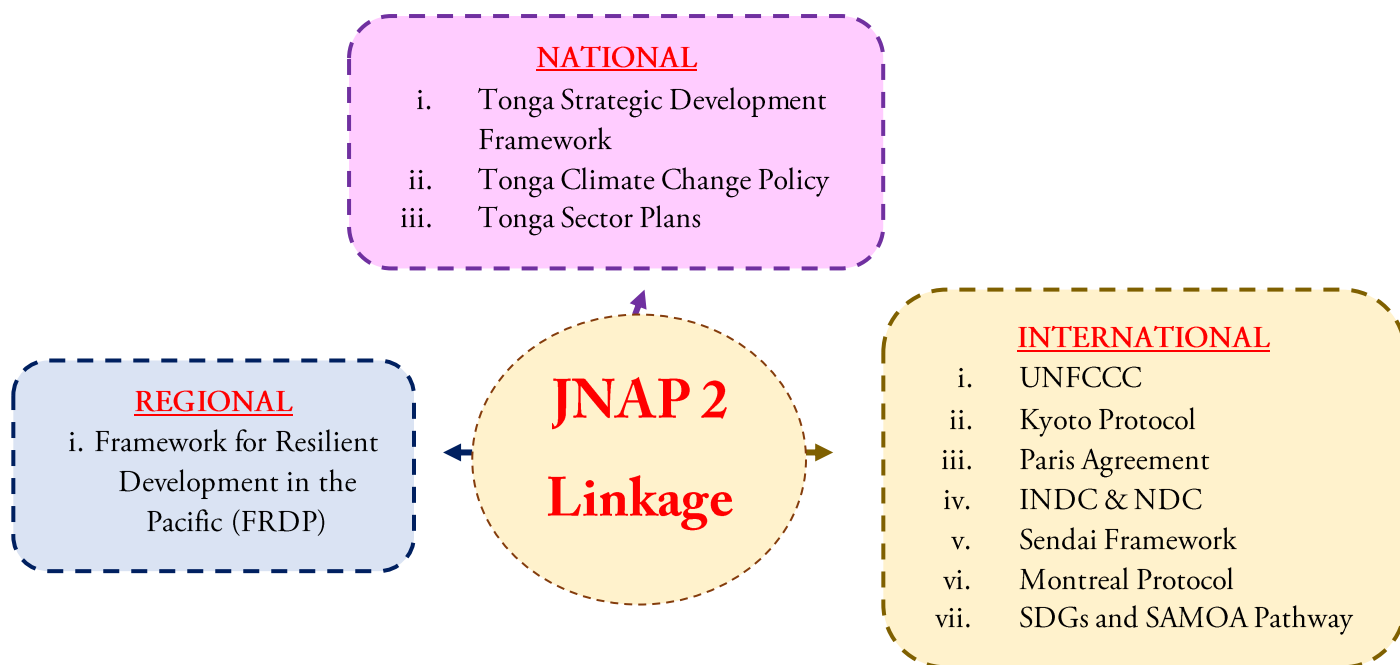 NATIONAL
i. Tonga Strategic Development
Framework
ii. Tonga Climate Change Policy
iii. Tonga Sector Plans
JNAP 2
Linkage
REGIONAL
i. Framework for Resilient
Development in the
Pacific (FRDP)
INTERNATIONAL
i. UNFCCC
ii. Kyoto Protocol
iii. Paris Agreement
iv. INDC & NDC
v. Sendai Framework
vi. Montreal Protocol
vii. SDGs and SAMOA Pathway